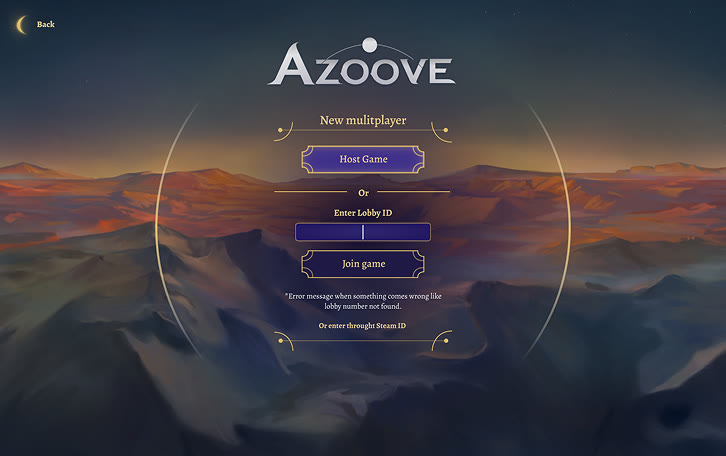 Back
AZOOVE
New mulitplayer
Host Game
Or
Enter Lobby ID
Join game
*Error message when something comes wrong like
lobby number not found.
Or enter throught Steam ID